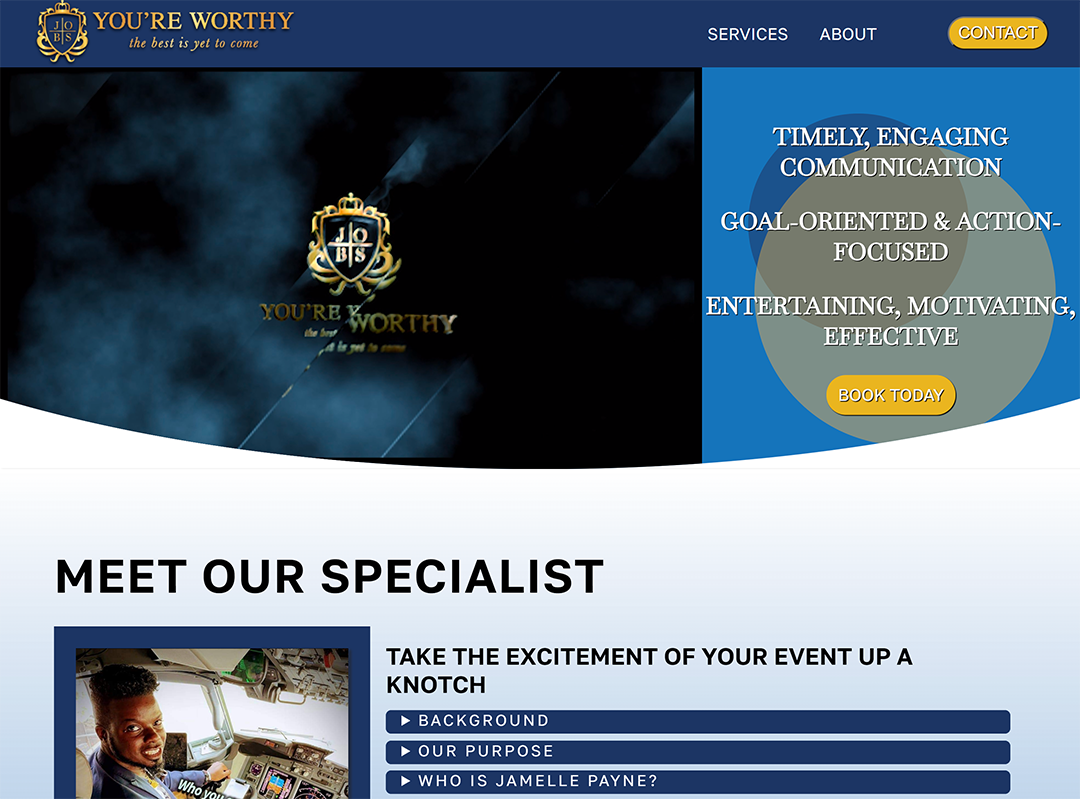 J O
B S
YOU'RE WORTHY
the best is yet to come
SERVICES ABOUT CONTACT
TIMELY, ENGAGING
COMMUNICATION
GOAL-ORIENTED & ACTION-
FOCUSED
ENTERTAINING, MOTIVATING,
EFFECTIVE
BOOK TODAY
J O
B S
YOU'RE WORTHY
the best
is yet to come
MEET OUR SPECIALIST
TAKE THE EXCITEMENT OF YOUR EVENT UP A
KNOTCH
BACKGROUND
OUR PURPOSE
WHO IS JAMELLE PAYNE?
Who you